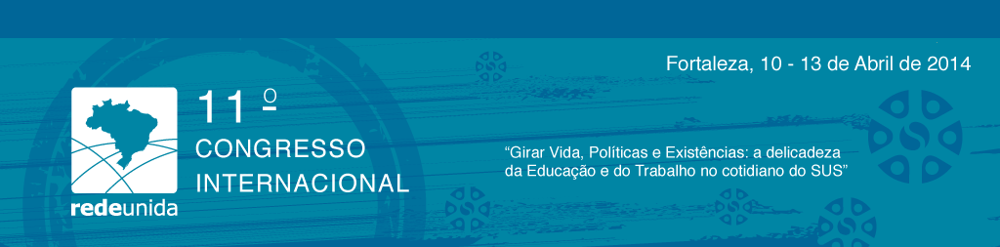 Fortaleza, 10 - 13 de Abril de 2014
11º
CONGRESSO
INTERNACIONAL
redeunida
“Girar Vida, Políticas e Existências: a delicadeza
da Educação e do Trabalho no cotidiano do SUS”